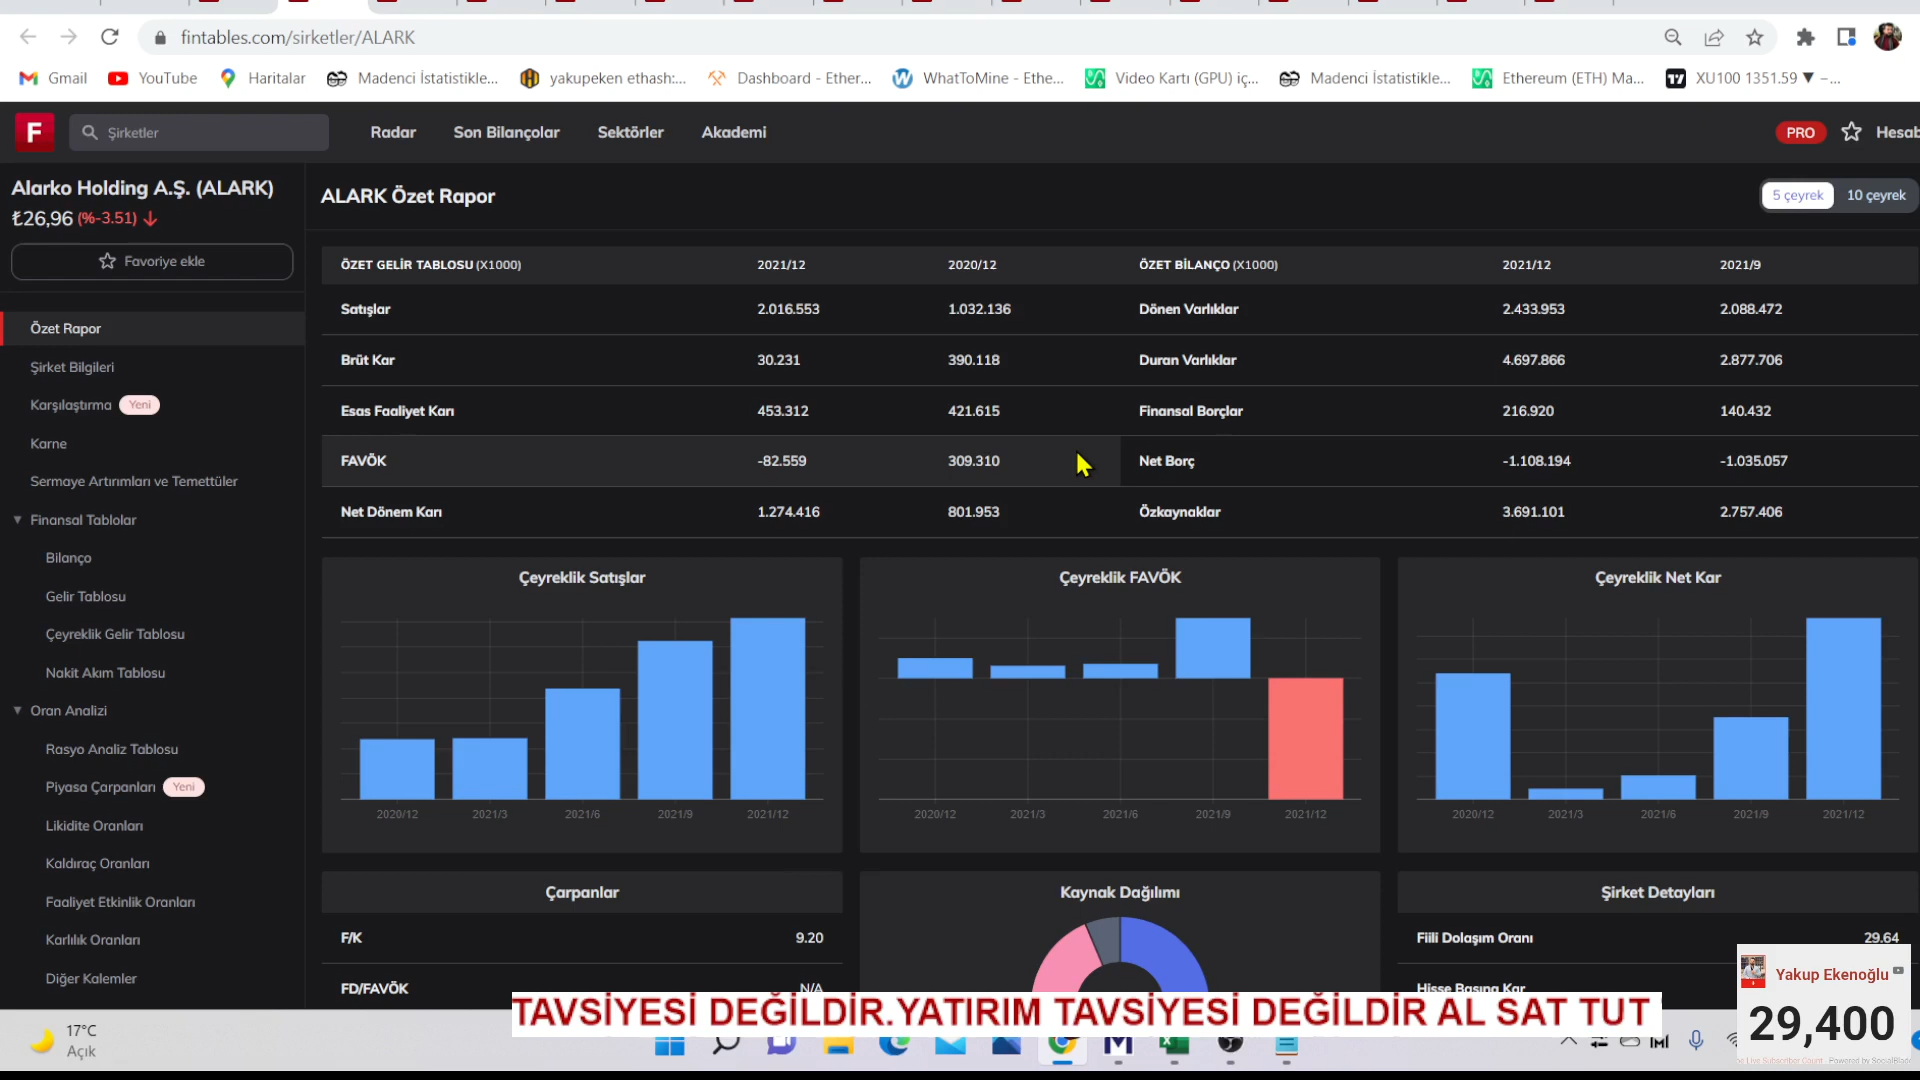 fintables.com/sirketler/ALARK
Gmail YouTube Haritalar Madenci İstatistikle... yakupeken ethash:... Dashboard - Ether... WhatToMine - Ethe... Video Kartı (GPU) iç... Madenci İstatistikle... Ethereum (ETH) Ma... XU100 1351.59 ▼ –...
F Şirketler Radar Son Bilançolar Sektörler Akademi PRO Hesab
Alarko Holding A.Ş. (ALARK)
₺26,96 (%-3.51)
Favoriye ekle
Özet Rapor
Şirket Bilgileri
Karşılaştırma Yeni
Karne
Sermaye Artırımları ve Temettüler
Finansal Tablolar
Bilanço
Gelir Tablosu
Çeyreklik Gelir Tablosu
Nakit Akım Tablosu
Oran Analizi
Rasyo Analiz Tablosu
Piyasa Çarpanları Yeni
Likidite Oranları
Kaldıraç Oranları
Faaliyet Etkinlik Oranları
Karlılık Oranları
Diğer Kalemler
ALARK Özet Rapor 5 çeyrek 10 çeyrek
ÖZET GELİR TABLOSU (X1000) 2021/12 2020/12 ÖZET BİLANÇO (X1000) 2021/12 2021/9
Satışlar 2.016.553 1.032.136 Dönen Varlıklar 2.433.953 2.088.472
Brüt Kar 30.231 390.118 Duran Varlıklar 4.697.866 2.877.706
Esas Faaliyet Karı 453.312 421.615 Finansal Borçlar 216.920 140.432
FAVÖK -82.559 309.310 Net Borç -1.108.194 -1.035.057
Net Dönem Karı 1.274.416 801.953 Özkaynaklar 3.691.101 2.757.406
Çeyreklik Satışlar Çeyreklik FAVÖK Çeyreklik Net Kar
2020/12 2021/3 2021/6 2021/9 2021/12 2020/12 2021/3 2021/6 2021/9 2021/12 2020/12 2021/3 2021/6 2021/9 2021/12
Çarpanlar Kaynak Dağılımı Şirket Detayları
F/K 9.20 Fiili Dolaşım Oranı 29.64
FD/FAVÖK N/A Hisse Başına Kar
TAVSİYESİ DEĞİLDİR.YATIRIM TAVSİYESİ DEĞİLDİR AL SAT TUT
Yakup Ekenoğlu
29,400
Live Subscriber Count - Powered by
17°C
Açık